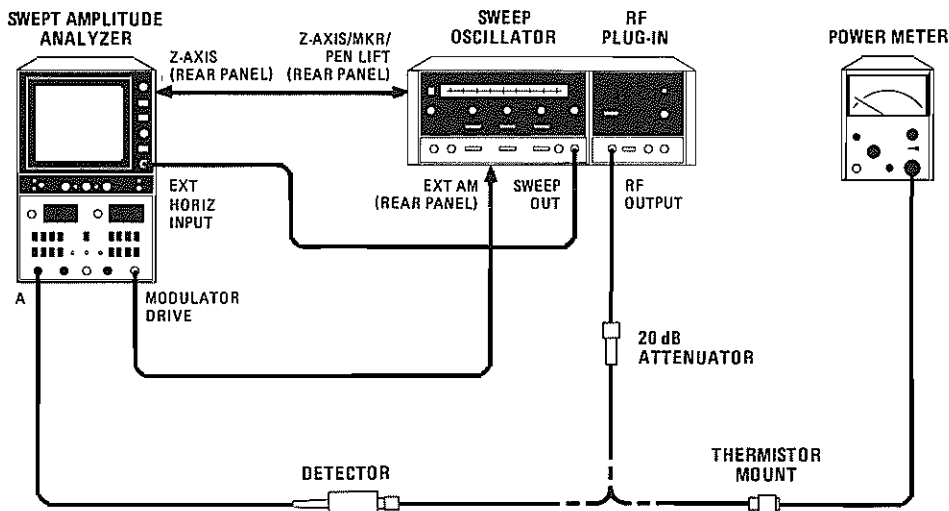 SWEPT AMPLITUDE
ANALYZER
Z-AXIS
(REAR PANEL)
Z-AXIS/MKR/
PEN LIFT
(REAR PANEL)
SWEEP
OSCILLATOR
RF
PLUG-IN
POWER METER
EXT
HORIZ
INPUT
EXT AM
(REAR PANEL)
SWEEP
OUT
RF
OUTPUT
A
MODULATOR
DRIVE
20 dB
ATTENUATOR
DETECTOR
THERMISTOR
MOUNT